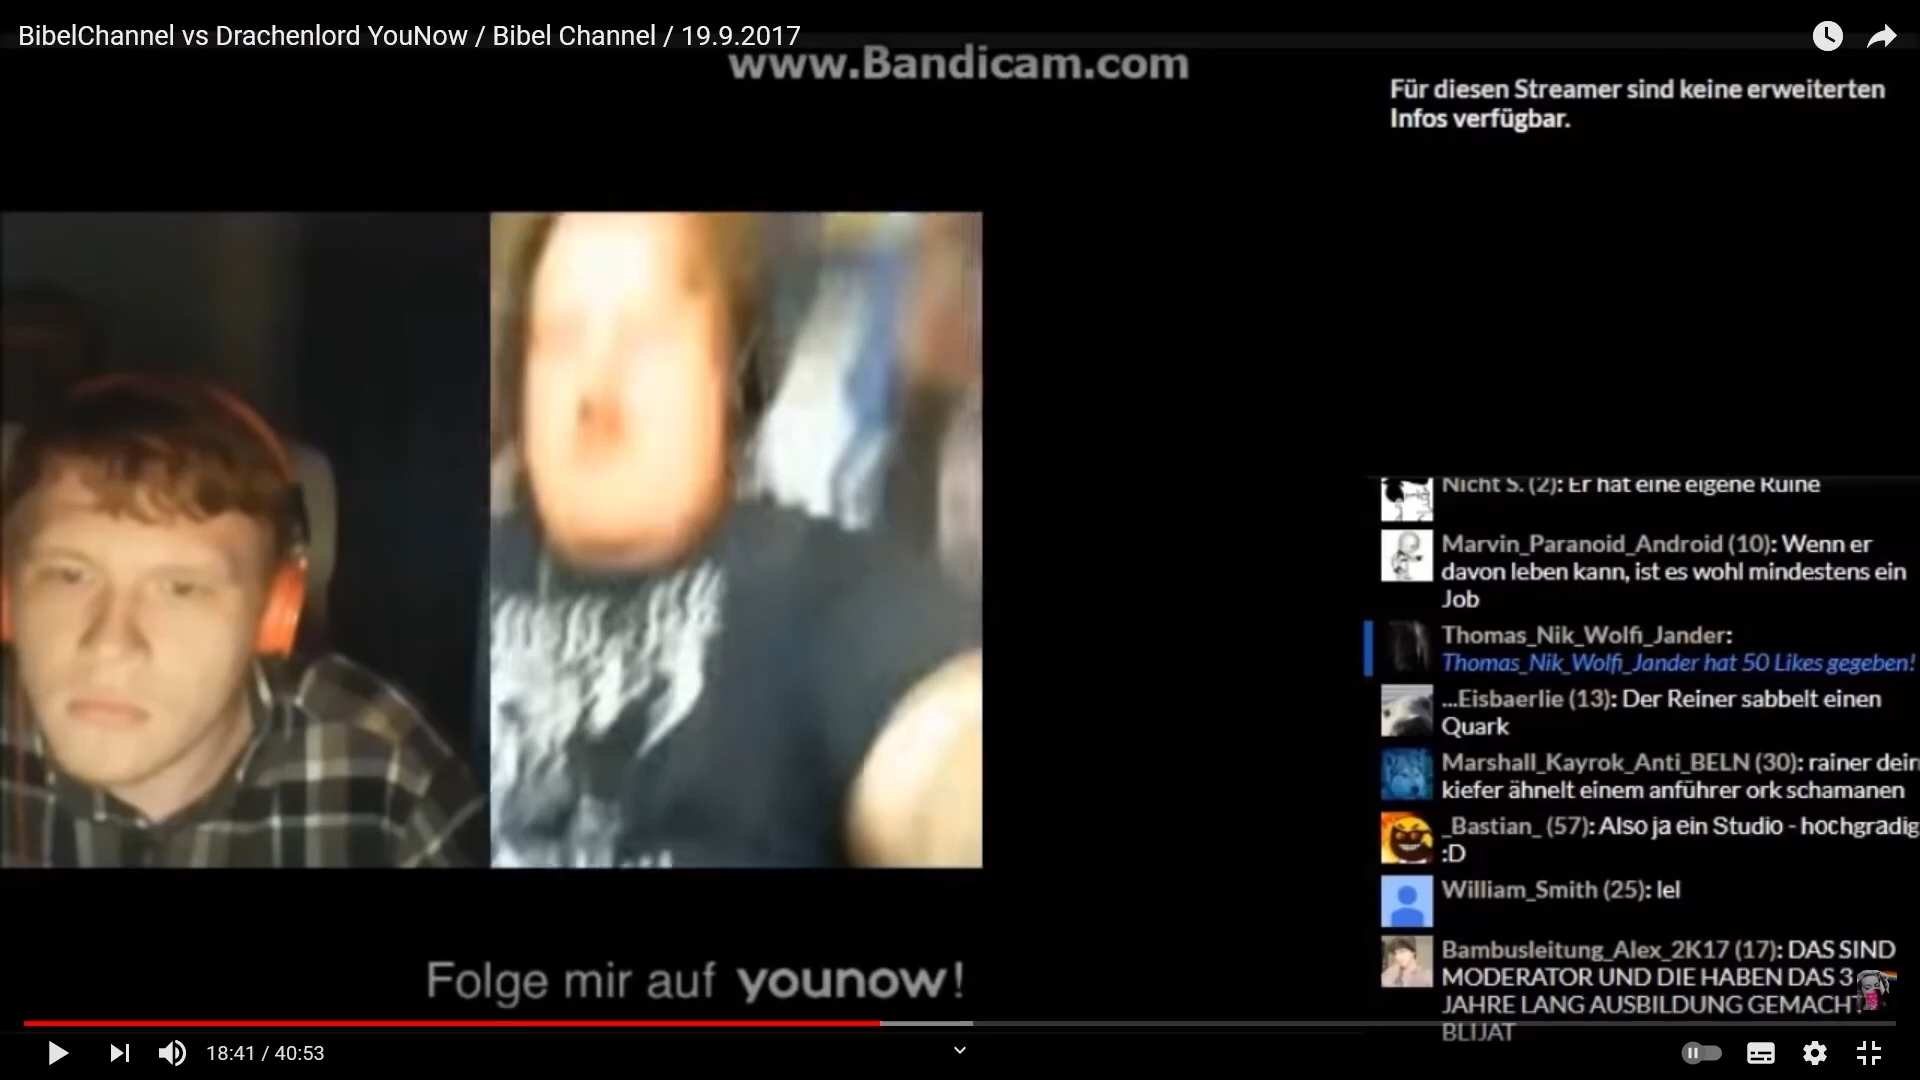 BibelChannel vs Drachenlord YouNow / Bibel Channel / 19.9.2017
www.Bandicam.com
Für diesen Streamer sind keine erweiterten
Infos verfügbar.
Nicht S. (2): Er hat eine eigene Ruine
Marvin_Paranoid_Android (10): Wenn er
davon leben kann, ist es wohl mindestens ein
Job
Thomas_Nik_Wolfi_Jander:
Thomas_Nik_Wolfi_Jander hat 50 Likes gegeben!
...Eisbaerlie (13): Der Reiner sabbelt einen
Quark
Marshall_Kayrok_Anti_BELN (30): rainer dein
kiefer ähnelt einem anführer ork schamanen
_Bastian_ (57): Also ja ein Studio - hochgradig
:D
William_Smith (25): lel
Bambusleitung_Alex_2K17 (17): DAS SIND
MODERATOR UND DIE HABEN DAS 3
JAHRE LANG AUSBILDUNG GEMACHT.
BLIJAT
Folge mir auf younow!
18:41 / 40:53